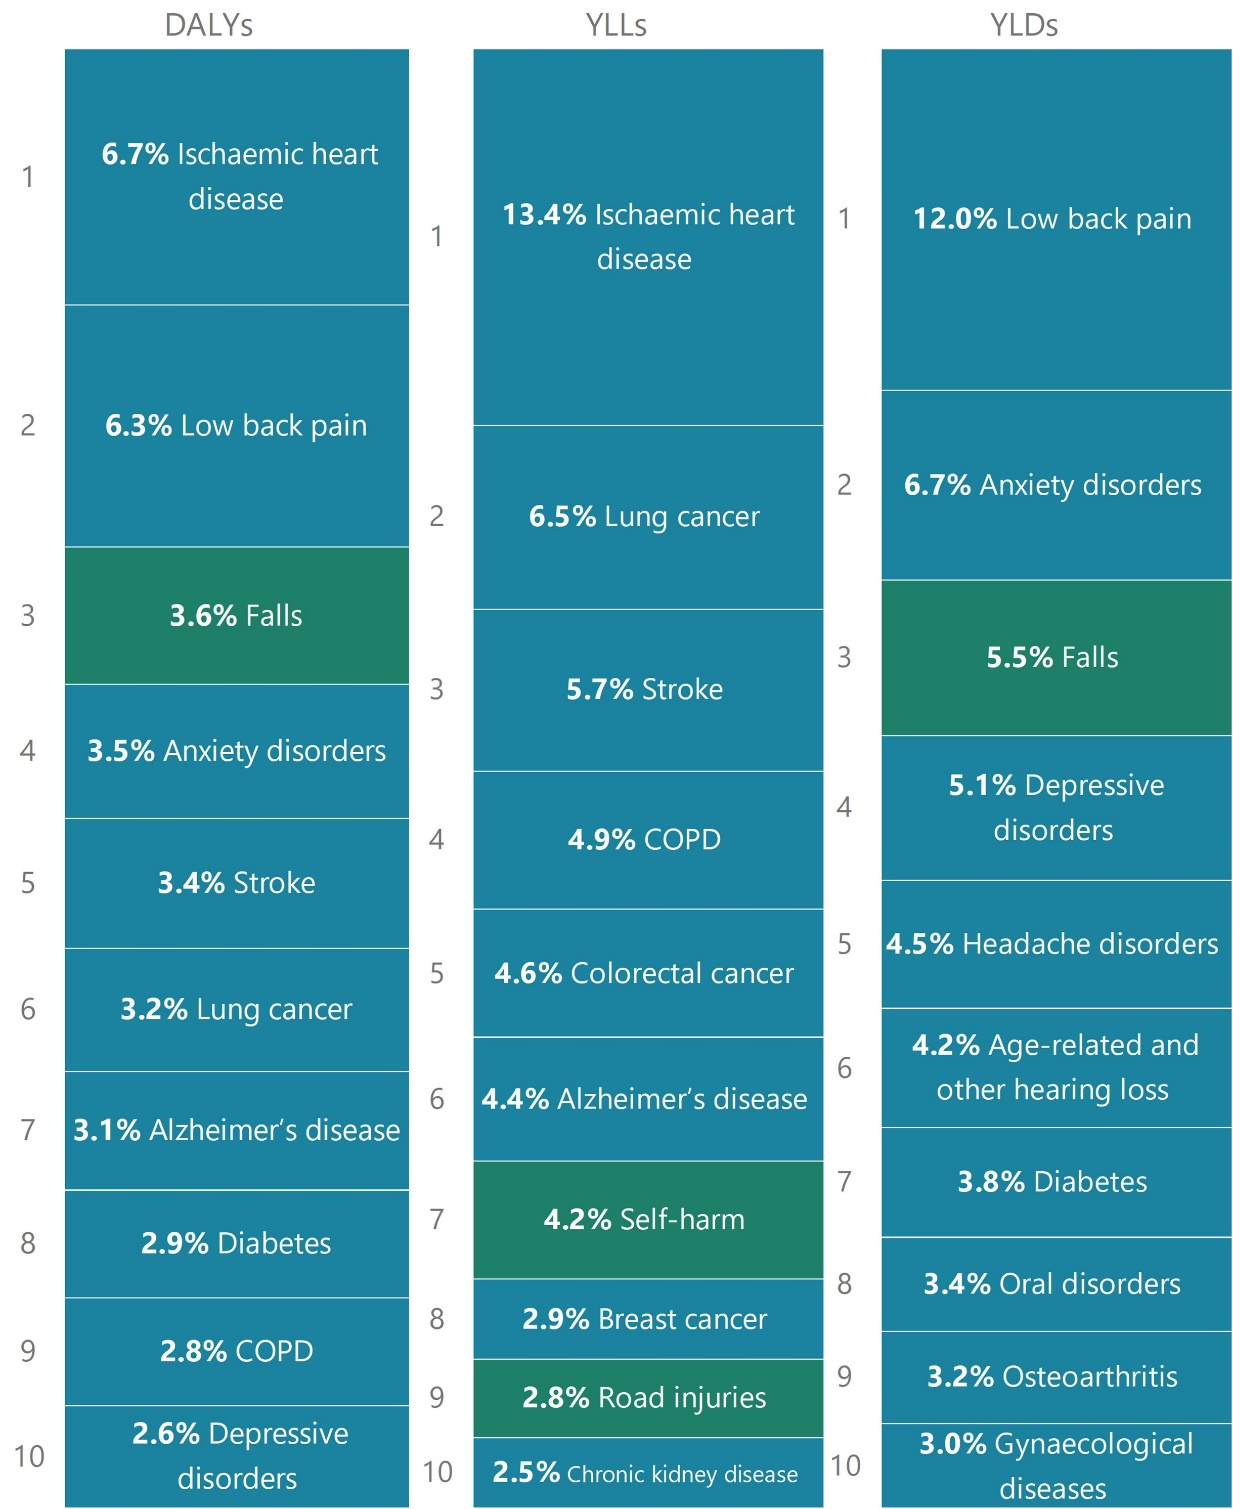 DALYs
1
6.7% Ischaemic heart
disease
2
6.3% Low back pain
3
3.6% Falls
4
3.5% Anxiety disorders
5
3.4% Stroke
6
3.2% Lung cancer
7
3.1% Alzheimer’s disease
8
2.9% Diabetes
9
2.8% COPD
10
2.6% Depressive
disorders
YLLs
1
13.4% Ischaemic heart
disease
2
6.5% Lung cancer
3
5.7% Stroke
4
4.9% COPD
5
4.6% Colorectal cancer
6
4.4% Alzheimer’s disease
7
4.2% Self-harm
8
2.9% Breast cancer
9
2.8% Road injuries
10
2.5% Chronic kidney disease
YLDs
1
12.0% Low back pain
2
6.7% Anxiety disorders
3
5.5% Falls
4
5.1% Depressive
disorders
5
4.5% Headache disorders
6
4.2% Age-related and
other hearing loss
7
3.8% Diabetes
8
3.4% Oral disorders
9
3.2% Osteoarthritis
10
3.0% Gynaecological
diseases